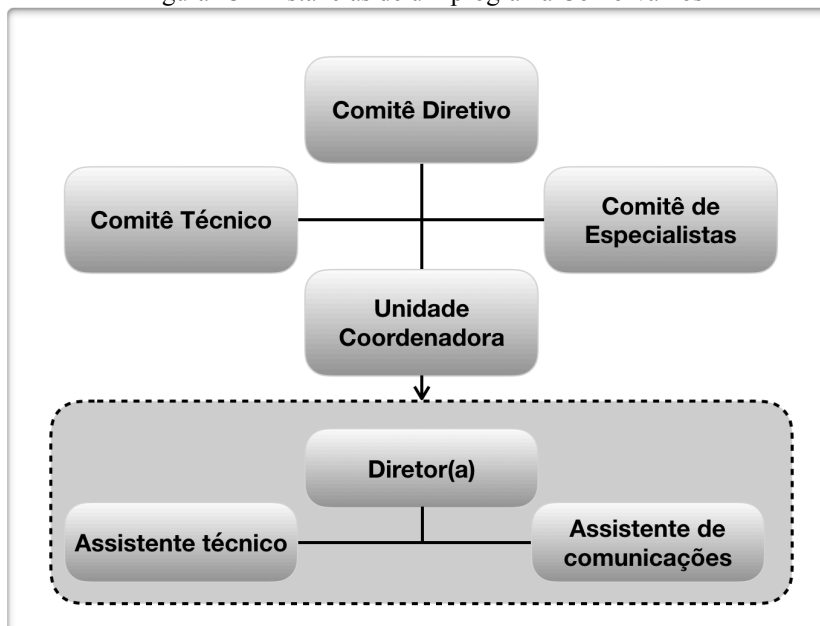 Comitê Diretivo
Comitê Técnico
Comitê de
Especialistas
Unidade
Coordenadora
Diretor(a)
Assistente técnico
Assistente de
comunicações